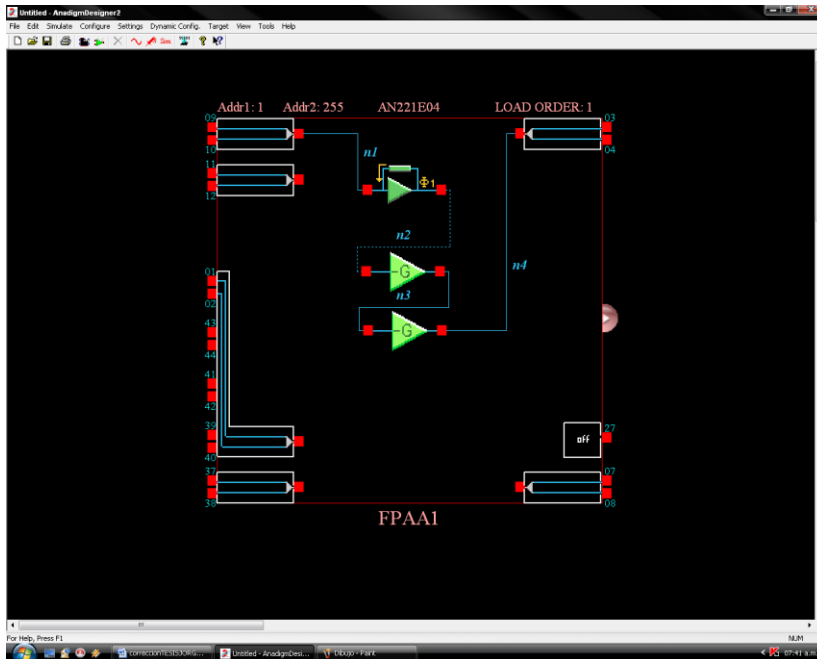 Untitled - AnadigmDesigner2
File Edit Simulate Configure Settings Dynamic Config. Target View Tools Help
Addr1: 1 Addr2: 255 AN221E04 LOAD ORDER: 1
09
03
10
04
n1
11
Φ1
12
n2
01
-G
n4
n3
02
43
-G
44
41
42
39
off
27
40
37
07
38
08
FPAA1
For Help, Press F1
NUM
correccionTESISJORG...
Untitled - AnadigmDesi...
Dibujo - Paint
07:41 a.m.